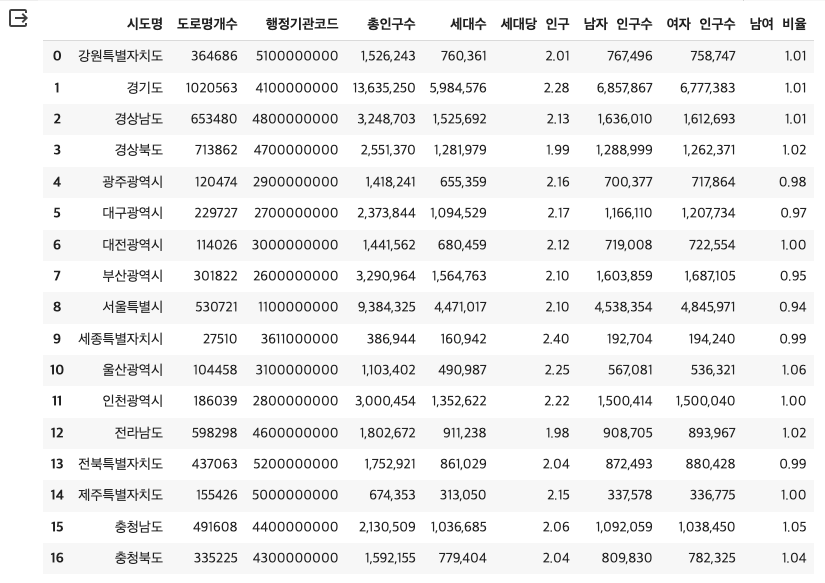 시도명 도로명개수 행정기관코드 총인구수 세대수 세대당 인구 남자 인구수 여자 인구수 남여 비율
0 강원특별자치도 364686 5100000000 1,526,243 760,361 2.01 767,496 758,747 1.01
1 경기도 1020563 4100000000 13,635,250 5,984,576 2.28 6,857,867 6,777,383 1.01
2 경상남도 653480 4800000000 3,248,703 1,525,692 2.13 1,636,010 1,612,693 1.01
3 경상북도 713862 4700000000 2,551,370 1,281,979 1.99 1,288,999 1,262,371 1.02
4 광주광역시 120474 2900000000 1,418,241 655,359 2.16 700,377 717,864 0.98
5 대구광역시 229727 2700000000 2,373,844 1,094,529 2.17 1,166,110 1,207,734 0.97
6 대전광역시 114026 3000000000 1,441,562 680,459 2.12 719,008 722,554 1.00
7 부산광역시 301822 2600000000 3,290,964 1,564,763 2.10 1,603,859 1,687,105 0.95
8 서울특별시 530721 1100000000 9,384,325 4,471,017 2.10 4,538,354 4,845,971 0.94
9 세종특별자치시 27510 3611000000 386,944 160,942 2.40 192,704 194,240 0.99
10 울산광역시 104458 3100000000 1,103,402 490,987 2.25 567,081 536,321 1.06
11 인천광역시 186039 2800000000 3,000,454 1,352,622 2.22 1,500,414 1,500,040 1.00
12 전라남도 598298 4600000000 1,802,672 911,238 1.98 908,705 893,967 1.02
13 전북특별자치도 437063 5200000000 1,752,921 861,029 2.04 872,493 880,428 0.99
14 제주특별자치도 155426 5000000000 674,353 313,050 2.15 337,578 336,775 1.00
15 충청남도 491608 4400000000 2,130,509 1,036,685 2.06 1,092,059 1,038,450 1.05
16 충청북도 335225 4300000000 1,592,155 779,404 2.04 809,830 782,325 1.04